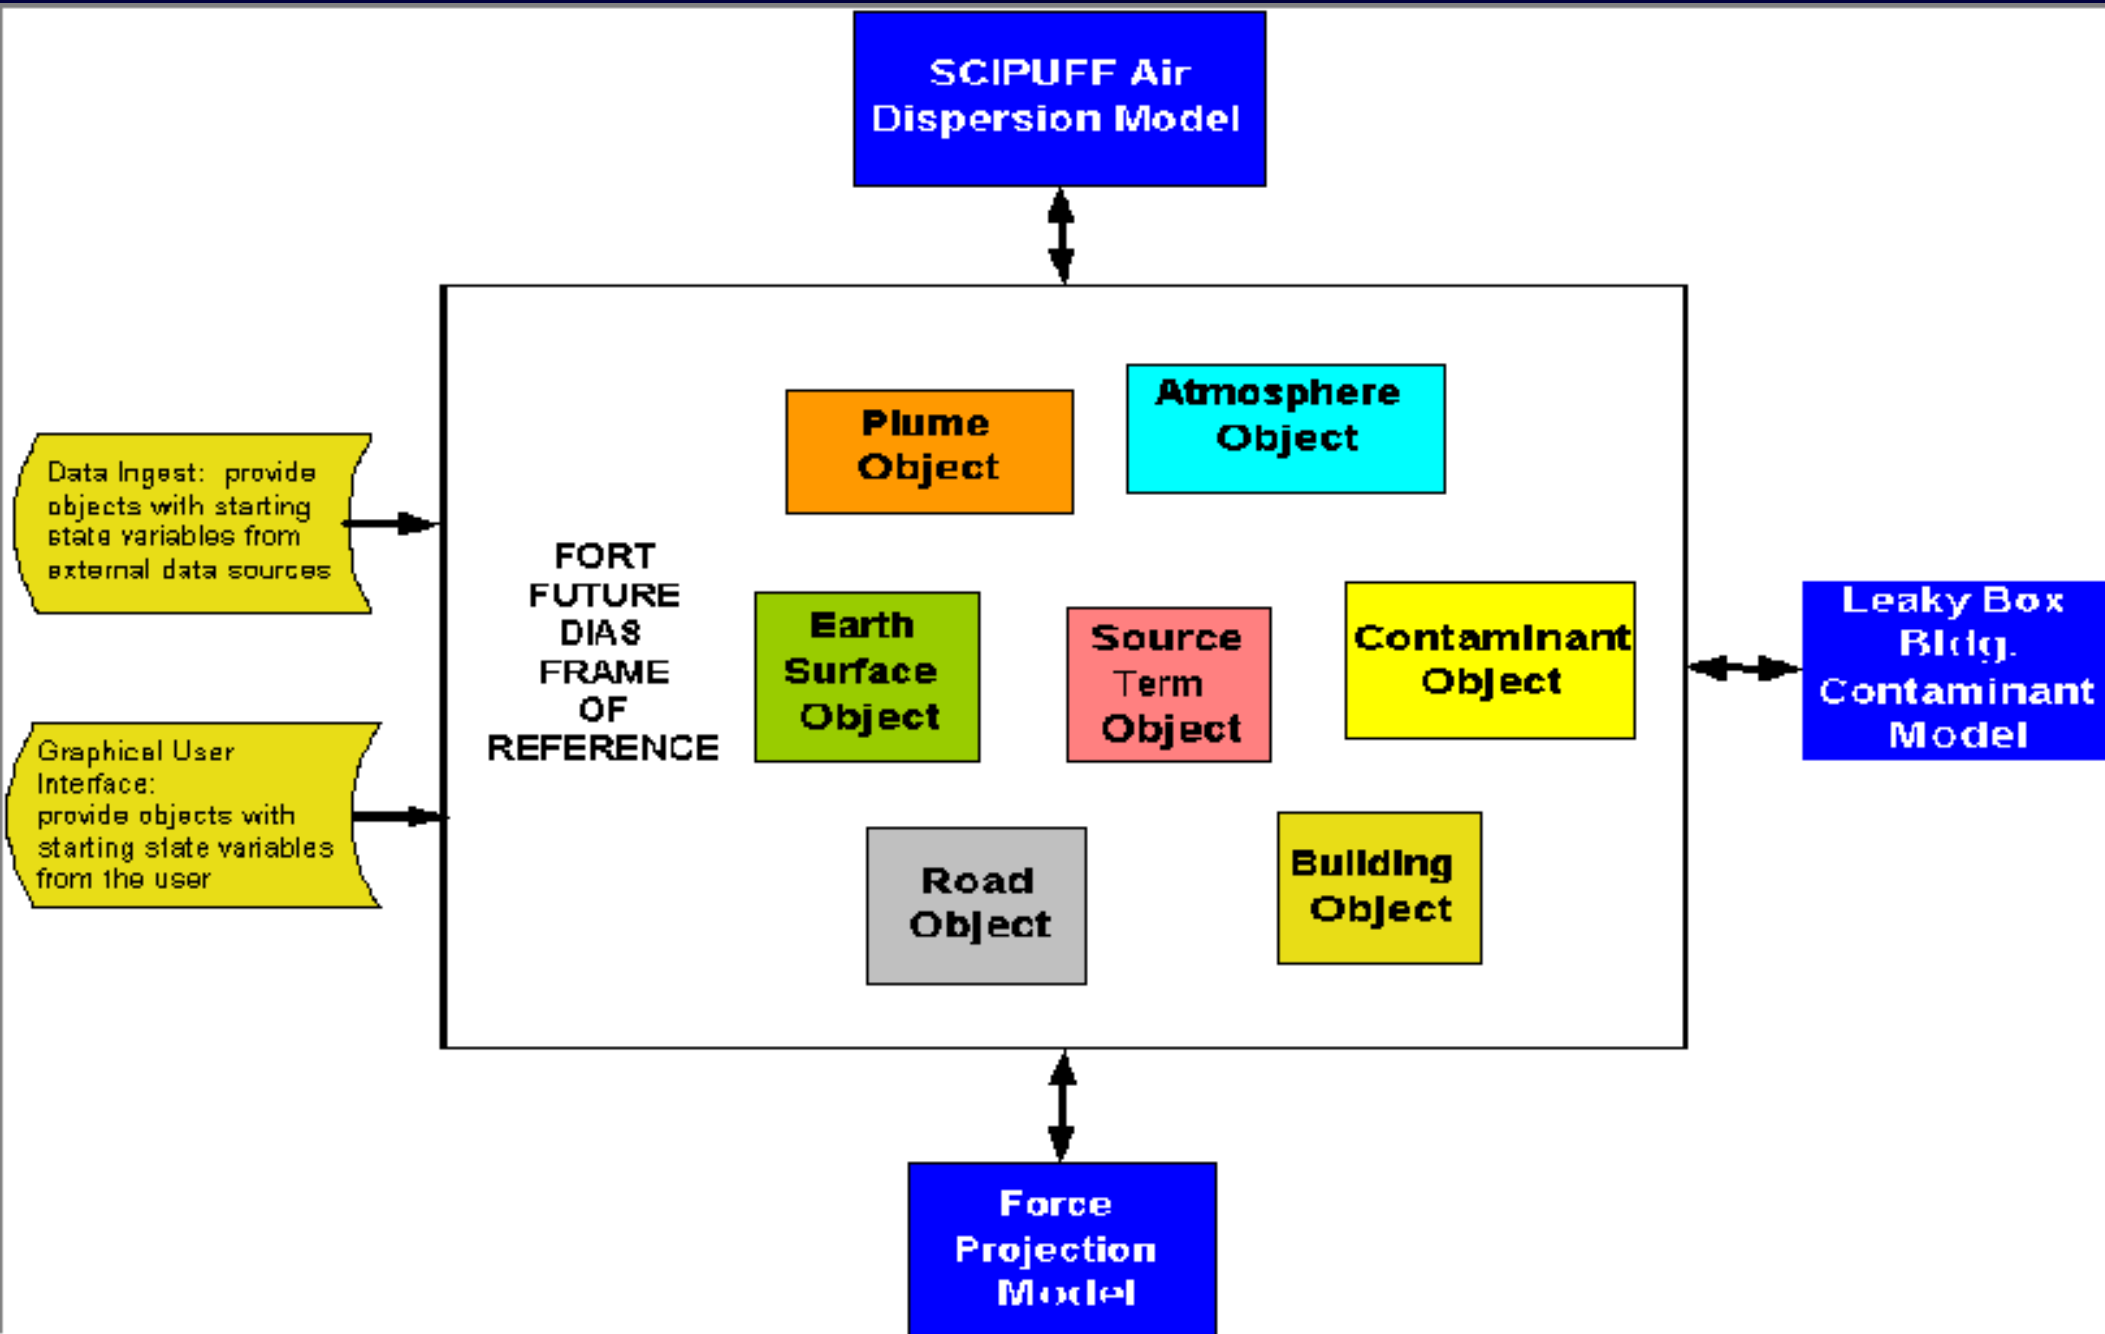 SCIPUFF Air
Dispersion Model
Plume
Object
Atmosphere
Object
Data Ingest: provide
objects with starting
state variables from
external data sources
FORT
FUTURE
DIAS
FRAME
OF
REFERENCE
Earth
Surface
Object
Source
Term
Object
Contaminant
Object
Leaky Box
Bldg.
Contaminant
Model
Graphical User
Interface:
provide objects with
starting state variables
from the user
Road
Object
Building
Object
Force
Projection
Model